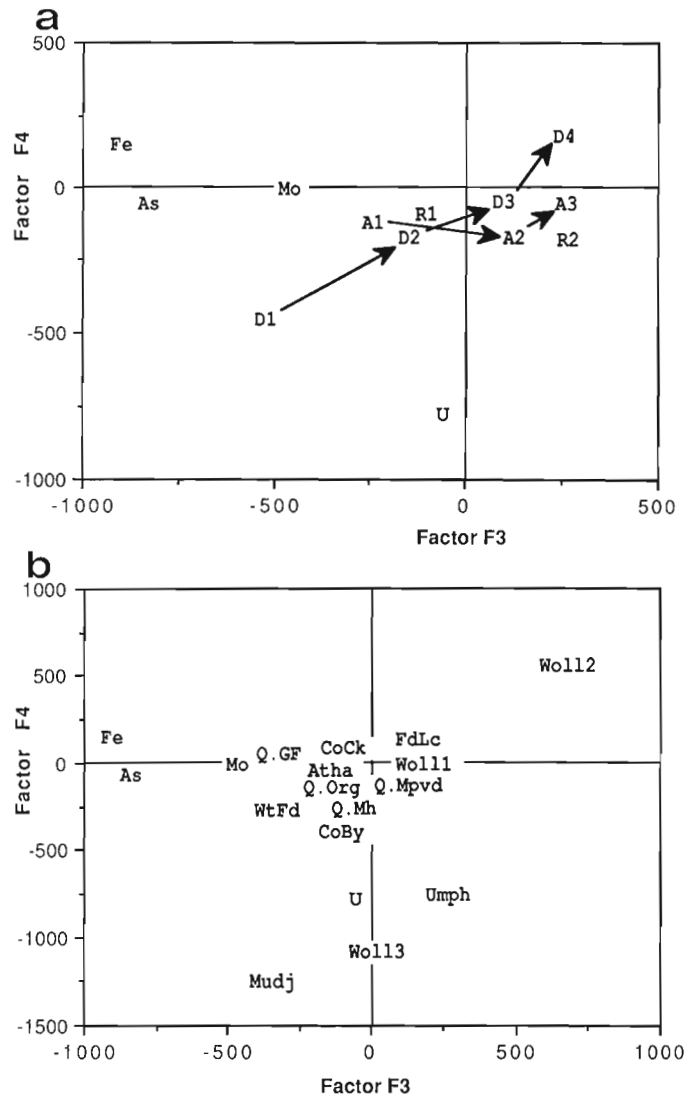 a
500
D4
Fe
Factor F4
0
Mo
As
D3
A3
R1
A1
D2
A2
R2
D1
-500
U
-1000
-1000
-500
0
500
Factor F3
b
1000
Woll2
500
Fe
CoCk
FdLc
Q.GF
Factor F4
0
Mo
Woll1
As
Atha
Q.Org
Q.Mpvd
WtFd
Q.Mh
CoBy
-500
U
Umph
-1000
Woll3
Mudj
-1500
-1000
-500
0
500
1000
Factor F3